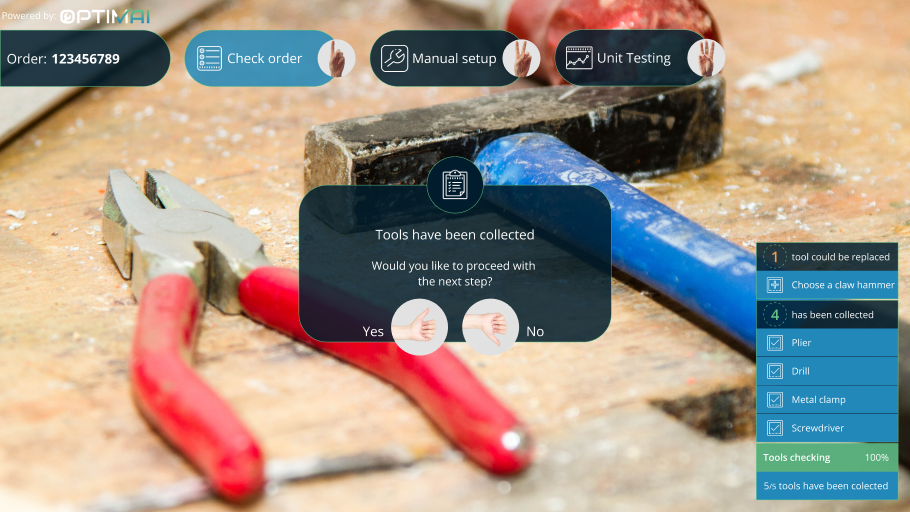 Powered by: OPTIMAI
Order: 123456789
Check order
Manual setup
Unit Testing
Tools have been collected
Would you like to proceed with
the next step?
Yes
No
1 tool could be replaced
Choose a claw hammer
4 has been collected
Plier
Drill
Metal clamp
Screwdriver
Tools checking 100%
5/5 tools have been colected